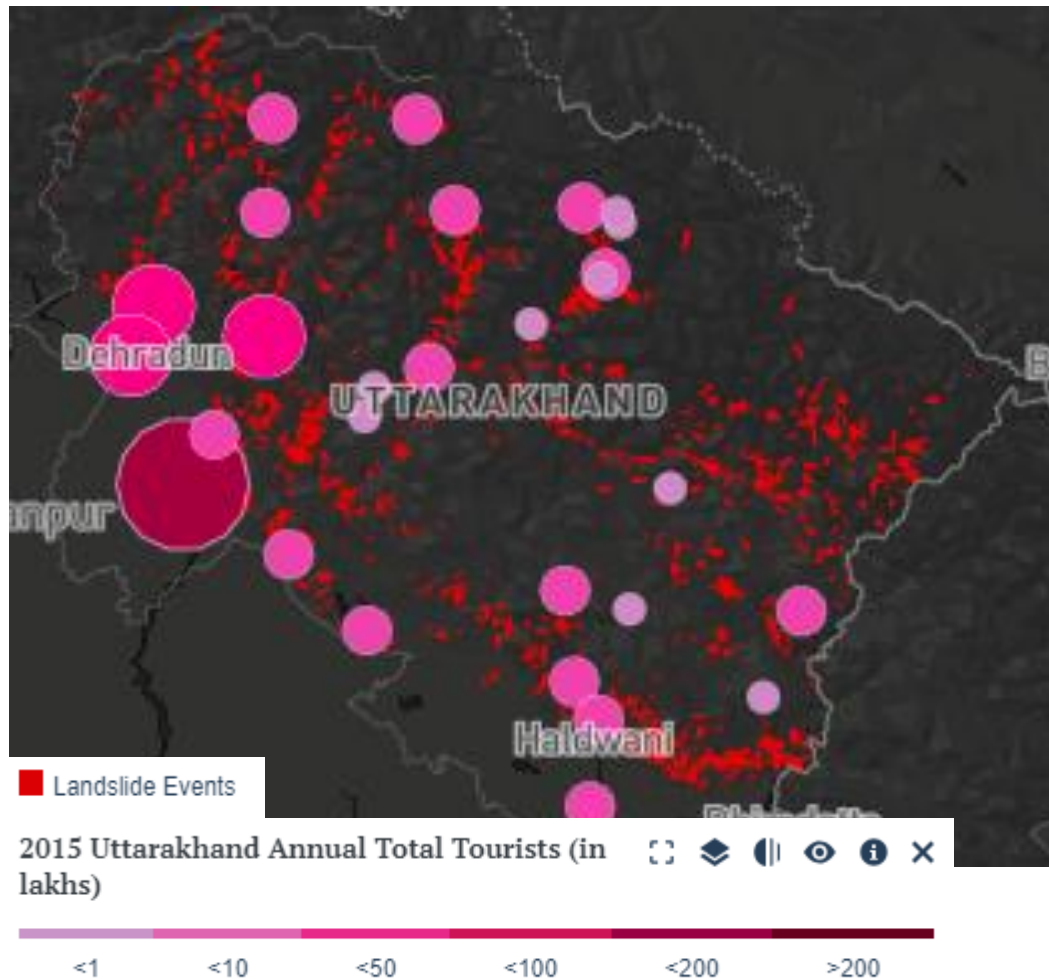 Dehradun
UTTARAKHAND
anpur
Haldwani
B
Landslide Events
2015 Uttarakhand Annual Total Tourists (in
lakhs)
<1 <10 <50 <100 <200 >200